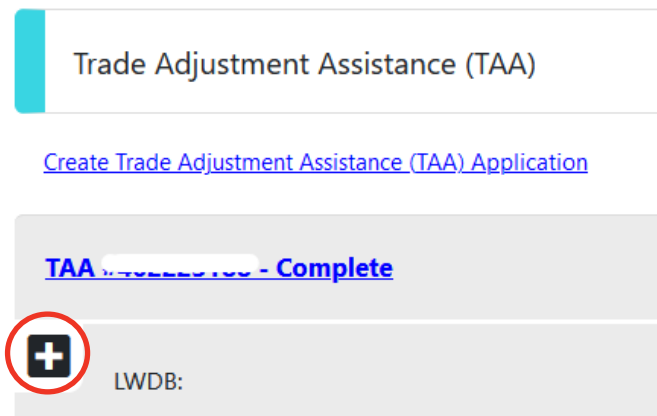 Trade Adjustment Assistance (TAA)
Create Trade Adjustment Assistance (TAA) Application
TAA - Complete
LWDB: